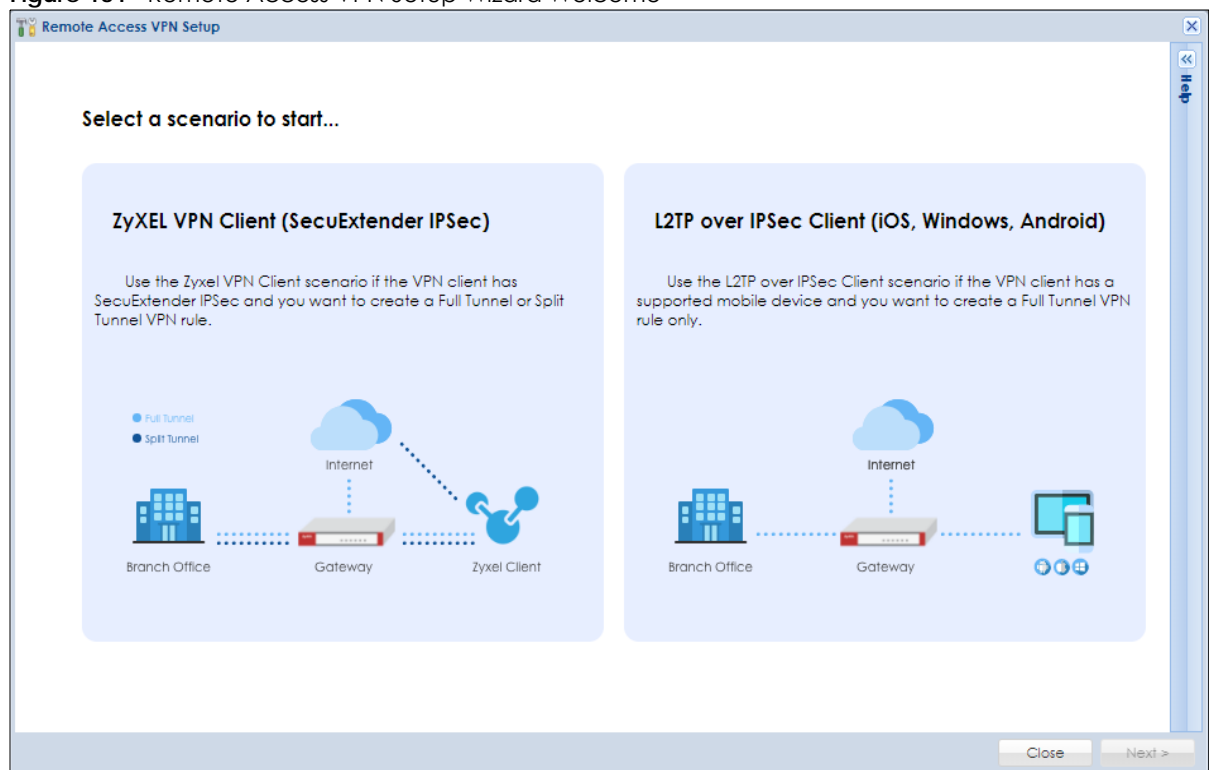 Remote Access VPN Setup
Help
Select a scenario to start...
ZyXEL VPN Client (SecuExtender IPSec)
Use the Zyxel VPN Client scenario if the VPN client has
SecuExtender IPSec and you want to create a Full Tunnel or Split
Tunnel VPN rule.
Full Tunnel
Split Tunnel
Internet
Branch Office
Gateway
Zyxel Client
L2TP over IPSec Client (iOS, Windows, Android)
Use the L2TP over IPSec Client scenario if the VPN client has a
supported mobile device and you want to create a Full Tunnel VPN
rule only.
Internet
Branch Office
Gateway
Close
Next >